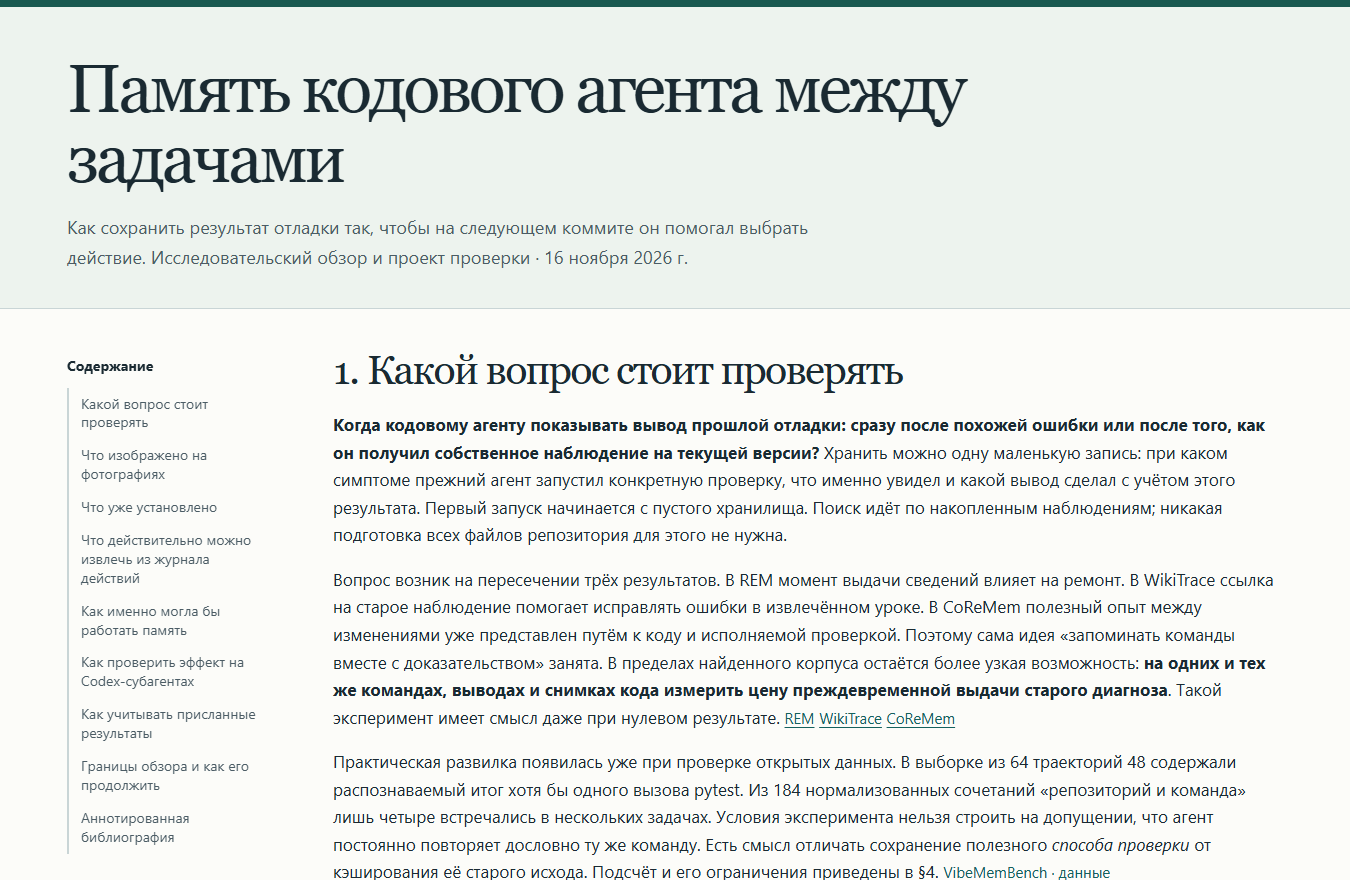 Память кодового агента между
задачами
Как сохранить результат отладки так, чтобы на следующем коммите он помогал выбрать
действие. Исследовательский обзор и проект проверки · 16 ноября 2026 г.
Содержание
Какой вопрос стоит
проверять
Что изображено на
фотографиях
Что уже установлено
Что действительно можно
извлечь из журнала
действий
Как именно могла бы
работать память
Как проверить эффект на
Codex-субагентах
Как учитывать присланные
результаты
Границы обзора и как его
продолжить
Аннотированная
библиография
1. Какой вопрос стоит проверять
Когда кодовому агенту показывать вывод прошлой отладки: сразу после похожей ошибки или после того, как
он получил собственное наблюдение на текущей версии? Хранить можно одну маленькую запись: при каком
симптоме прежний агент запустил конкретную проверку, что именно увидел и какой вывод сделал с учётом этого
результата. Первый запуск начинается с пустого хранилища. Поиск идёт по накопленным наблюдениям; никакая
подготовка всех файлов репозитория для этого не нужна.
Вопрос возник на пересечении трёх результатов. В REM момент выдачи сведений влияет на ремонт. В WikiTrace ссылка
на старое наблюдение помогает исправлять ошибки в извлечённом уроке. В CoReMem полезный опыт между
изменениями уже представлен путём к коду и исполняемой проверкой. Поэтому сама идея «запоминать команды
вместе с доказательством» занята. В пределах найденного корпуса остаётся более узкая возможность: на одних и тех
же командах, выводах и снимках кода измерить цену преждевременной выдачи старого диагноза. Такой
эксперимент имеет смысл даже при нулевом результате. REM WikiTrace CoReMem
Практическая развилка появилась уже при проверке открытых данных. В выборке из 64 траекторий 48 содержали
распознаваемый итог хотя бы одного вызова pytest. Из 184 нормализованных сочетаний «репозиторий и команда»
лишь четыре встречались в нескольких задачах. Условия эксперимента нельзя строить на допущении, что агент
постоянно повторяет дословно ту же команду. Есть смысл отличать сохранение полезного способа проверки от
кэширования её старого исхода. Подсчёт и его ограничения приведены в §4. VibeMemBench · данные